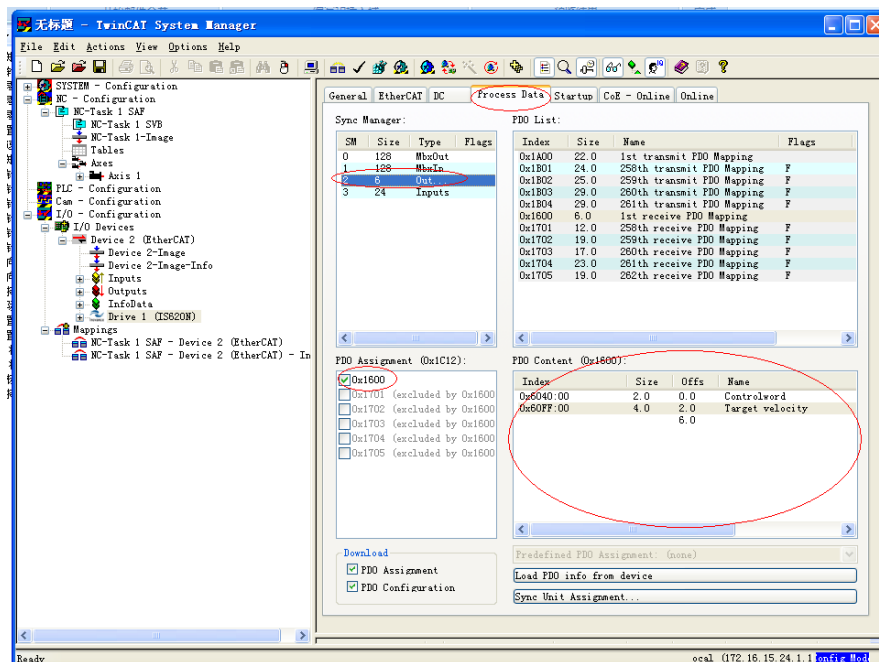 无标题 - TwinCAT System Manager
File Edit Actions View Options Help
SYSTEM - Configuration
NC - Configuration
NC-Task 1 SAF
NC-Task 1 SVB
NC-Task 1-Image
Tables
Axes
Axis 1
PLC - Configuration
Cam - Configuration
I/O - Configuration
I/O Devices
Device 2 (EtherCAT)
Device 2-Image
Device 2-Image-Info
Inputs
Outputs
InfoData
Drive 1 (IS620N)
Mappings
NC-Task 1 SAF - Device 2 (EtherCAT)
NC-Task 1 SAF - Device 2 (EtherCAT) - In
General EtherCAT DC Process Data Startup CoE - Online Online
Sync Manager:
SM Size Type Flags
0 128 MbxOut
1 128 MbxIn
2 6 Out...
3 24 Inputs
PDO List:
Index Size Name Flags
0x1A00 22.0 1st transmit PDO Mapping
0x1B01 24.0 258th transmit PDO Mapping F
0x1B02 25.0 259th transmit PDO Mapping F
0x1B03 29.0 260th transmit PDO Mapping F
0x1B04 29.0 261th transmit PDO Mapping F
0x1600 6.0 1st receive PDO Mapping
0x1701 12.0 258th receive PDO Mapping F
0x1702 19.0 259th receive PDO Mapping F
0x1703 17.0 260th receive PDO Mapping F
0x1704 23.0 261th receive PDO Mapping F
0x1705 19.0 262th receive PDO Mapping F
PDO Assignment (0x1C12):
0x1600
0x1701 (excluded by 0x1600
0x1702 (excluded by 0x1600
0x1703 (excluded by 0x1600
0x1704 (excluded by 0x1600
0x1705 (excluded by 0x1600
PDO Content (0x1600):
Index Size Offs Name
0x6040:00 2.0 0.0 Controlword
0x60FF:00 4.0 2.0 Target velocity
6.0
Download
PDO Assignment
PDO Configuration
Predefined PDO Assignment: (none)
Load PDO info from device
Sync Unit Assignment...
Ready
ocal (172.16.15.24.1.1 Config Mod